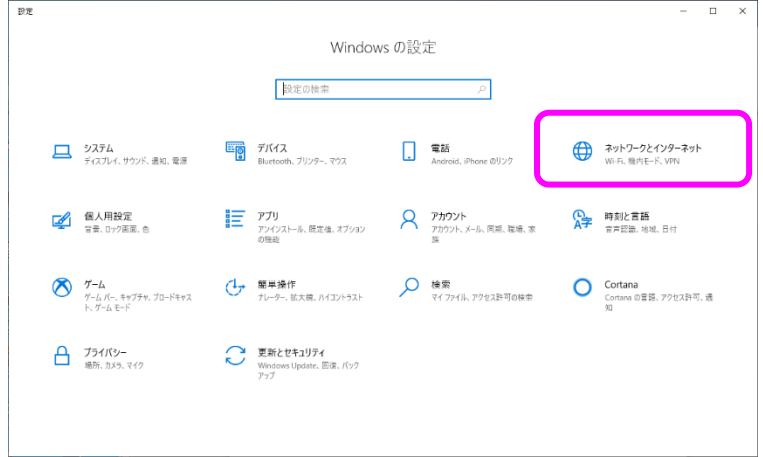 設定
Windows の設定
設定の検索
システム
ディスプレイ、サウンド、通知、電源
デバイス
Bluetooth、プリンター、マウス
電話
Android、iPhone のリンク
ネットワークとインターネット
Wi-Fi、機内モード、VPN
個人用設定
背景、ロック画面、色
アプリ
アンインストール、既定値、オプション
の機能
アカウント
アカウント、メール、同期、職場、家
族
時刻と言語
音声認識、地域、日付
ゲーム
ゲーム バー、キャプチャ、ブロードキャス
ト、ゲーム モード
簡単操作
ナレーター、拡大鏡、ハイコントラスト
検索
マイ ファイル、アクセス許可の検索
Cortana
Cortana の言語、アクセス許可、通
知
プライバシー
場所、カメラ、マイク
更新とセキュリティ
Windows Update、回復、バック
アップ